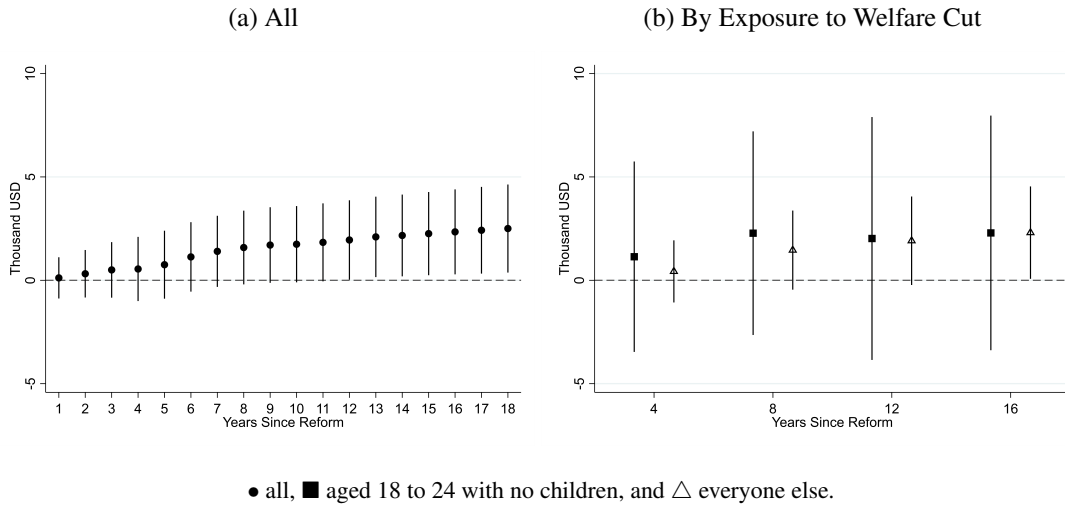 (a) All
(b) By Exposure to Welfare Cut
Thousand USD
10
5
0
-5
1 2 3 4 5 6 7 8 9 10 11 12 13 14 15 16 17 18
Years Since Reform
Thousand USD
10
5
0
-5
4 8 12 16
Years Since Reform
● all, ■ aged 18 to 24 with no children, and △ everyone else.